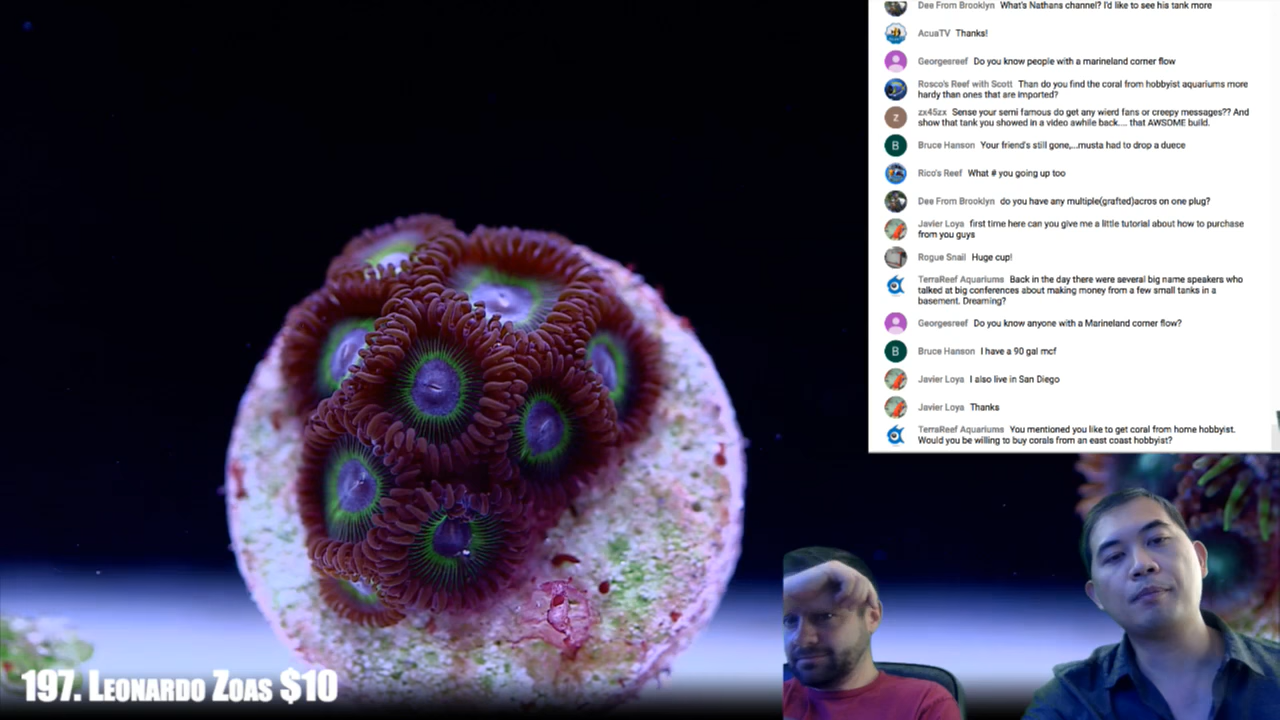 Dee From Brooklyn What's Nathans channel? I'd like to see his tank more
AcuaTV Thanks!
Georgesreef Do you know people with a marineland corner flow
Rosco's Reef with Scott Than do you find the coral from hobbyist aquariums more
hardy than ones that are imported?
z
zx45zx Sense your semi famous do get any wierd fans or creepy messages?? And
show that tank you showed in a video awhile back.... that AWSOME build.
B
Bruce Hanson Your friend's still gone,...musta had to drop a duece
Rico's Reef What # you going up too
Dee From Brooklyn do you have any multiple(grafted)acros on one plug?
Javier Loya first time here can you give me a little tutorial about how to purchase
from you guys
Rogue Snail Huge cup!
TerraReef Aquariums Back in the day there were several big name speakers who
talked at big conferences about making money from a few small tanks in a
basement. Dreaming?
Georgesreef Do you know anyone with a Marineland corner flow?
B
Bruce Hanson I have a 90 gal mcf
Javier Loya I also live in San Diego
Javier Loya Thanks
TerraReef Aquariums You mentioned you like to get coral from home hobbyist.
Would you be willing to buy corals from an east coast hobbyist?
197. Leonardo Zoas $10